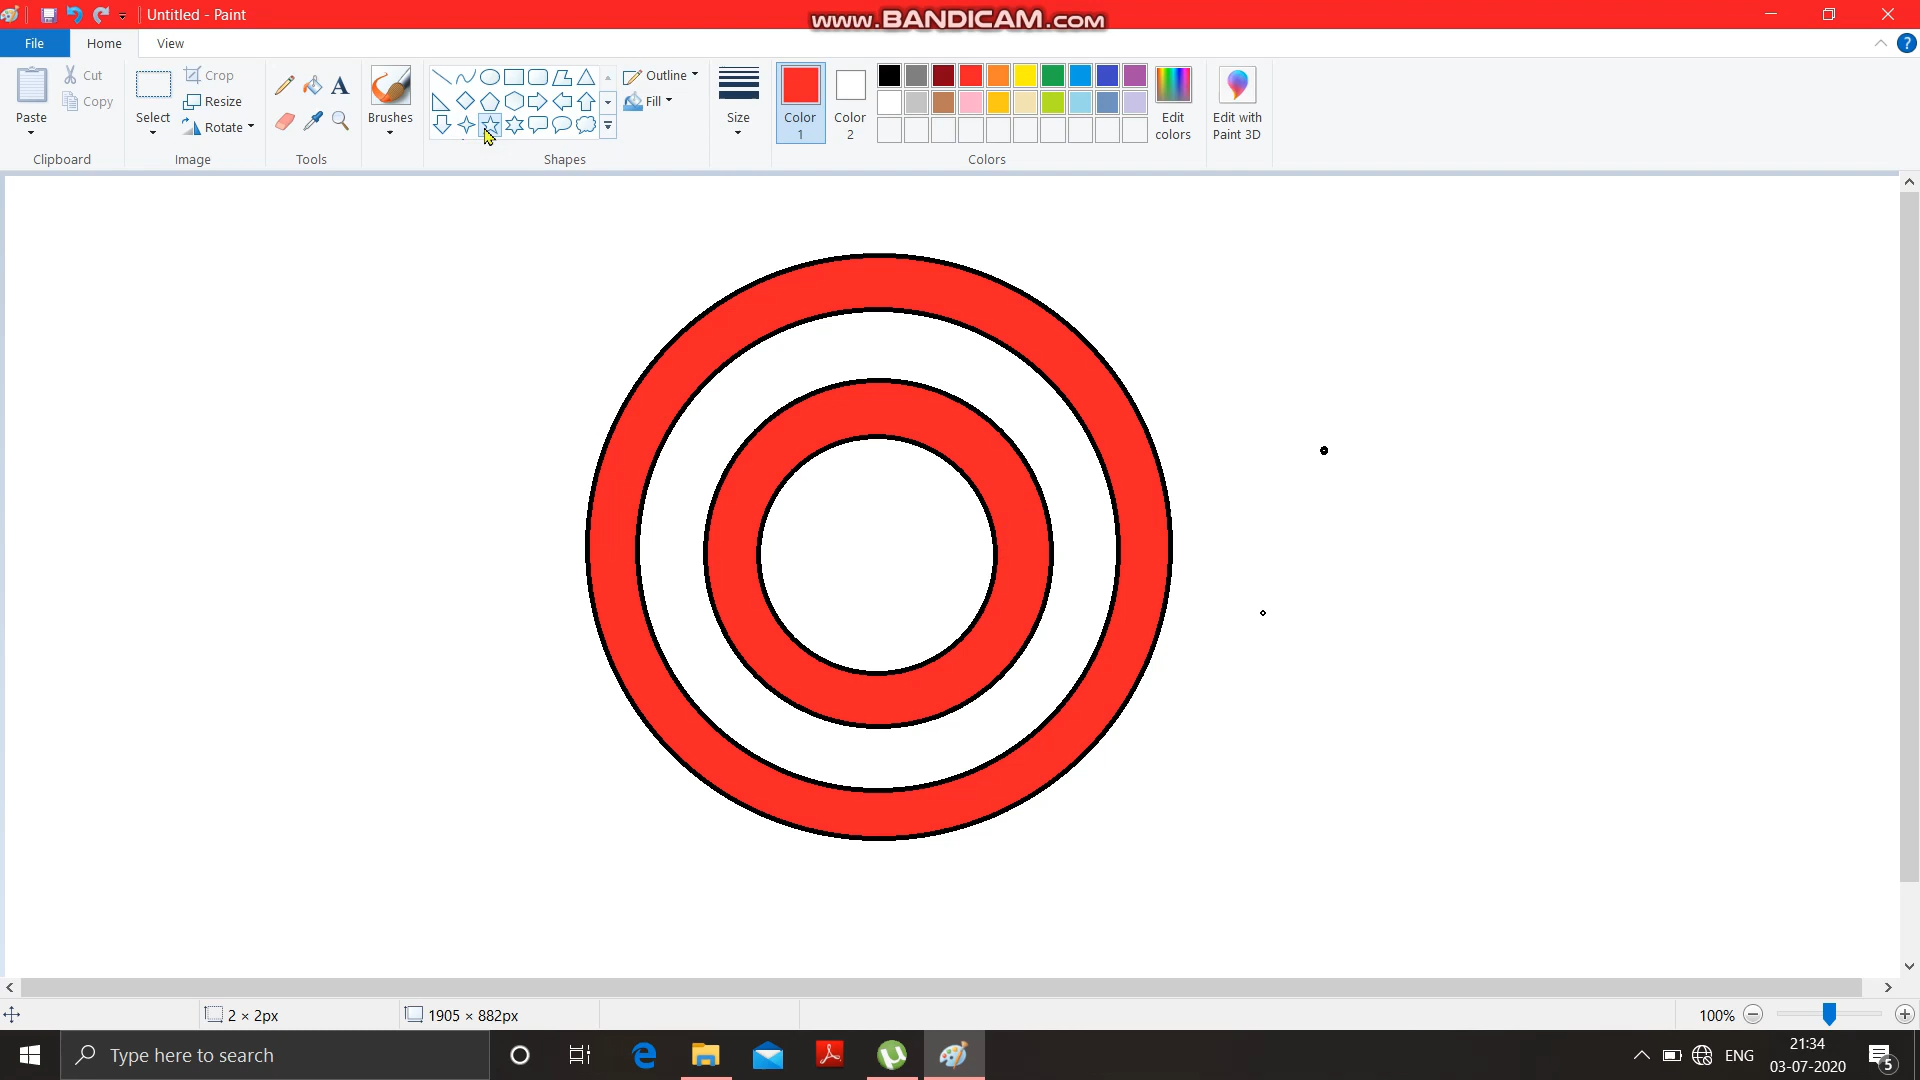 Untitled - Paint
www.BANDICAM.com
File
Home
View
?
Paste
Cut
Copy
Clipboard
Select
Crop
Resize
Rotate
Image
A
Tools
Brushes
Outline
Fill
Shapes
Size
Color
1
Color
2
Edit
colors
Colors
Edit with
Paint 3D
2 × 2px
1905 × 882px
100%
Type here to search
ENG
21:34
03-07-2020
5